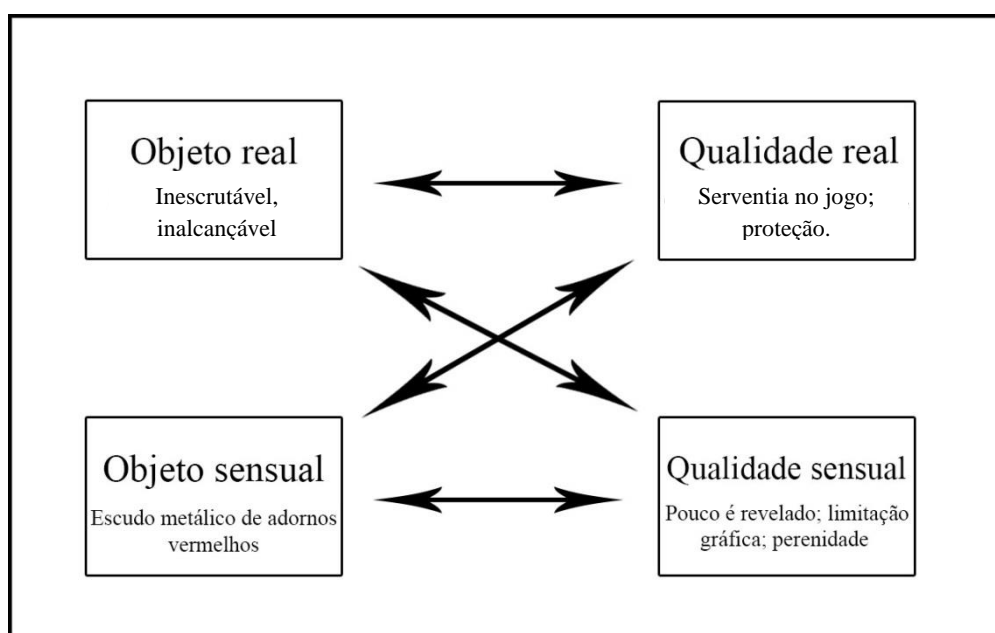 Objeto real
Inescrutável,
inalcançável
Qualidade real
Serventia no jogo;
proteção.
Objeto sensual
Escudo metálico de adornos
vermelhos
Qualidade sensual
Pouco é revelado; limitação
gráfica; perenidade